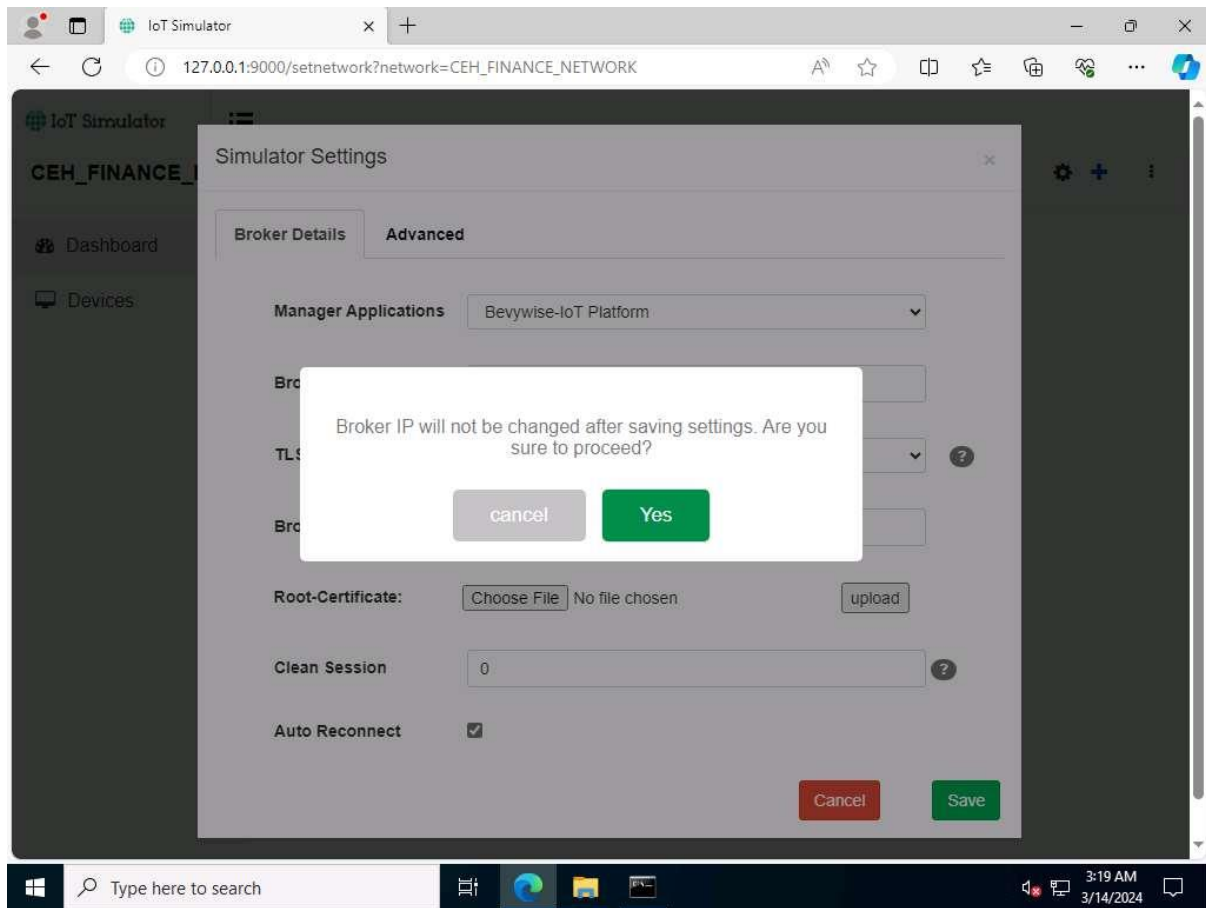 IoT Simulator
127.0.0.1:9000/setnetwork?network=CEH_FINANCE_NETWORK
IoT Simulator
CEH_FINANCE_
Simulator Settings
Dashboard
Devices
Broker Details Advanced
Manager Applications Bevywise-IoT Platform
Bro
Broker IP will not be changed after saving settings. Are you
sure to proceed?
TLS
cancel Yes
Bro
Root-Certificate: Choose File No file chosen upload
Clean Session 0
Auto Reconnect
Cancel Save
Type here to search
3:19 AM
3/14/2024